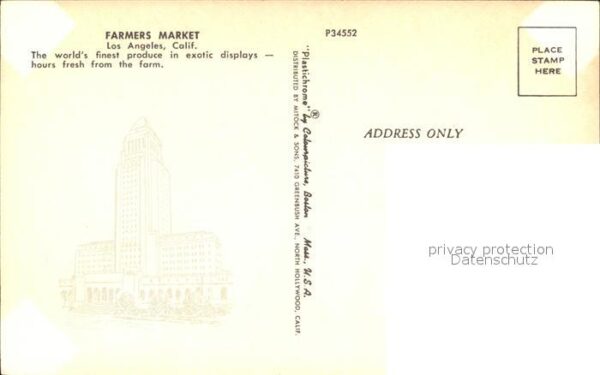 FARMERS MARKET
Los Angeles, Calif.
The world's finest produce in exotic displays —
hours fresh from the farm.
P34552
"Plastichrome"® by Colourpicture, Boston Mass., U.S.A.
DISTRIBUTED BY MITOCK & SONS, 7410 GREENBUSH AVE., NORTH HOLLYWOOD, CALIF.
PLACE
STAMP
HERE
ADDRESS ONLY
privacy protection
Datenschutz